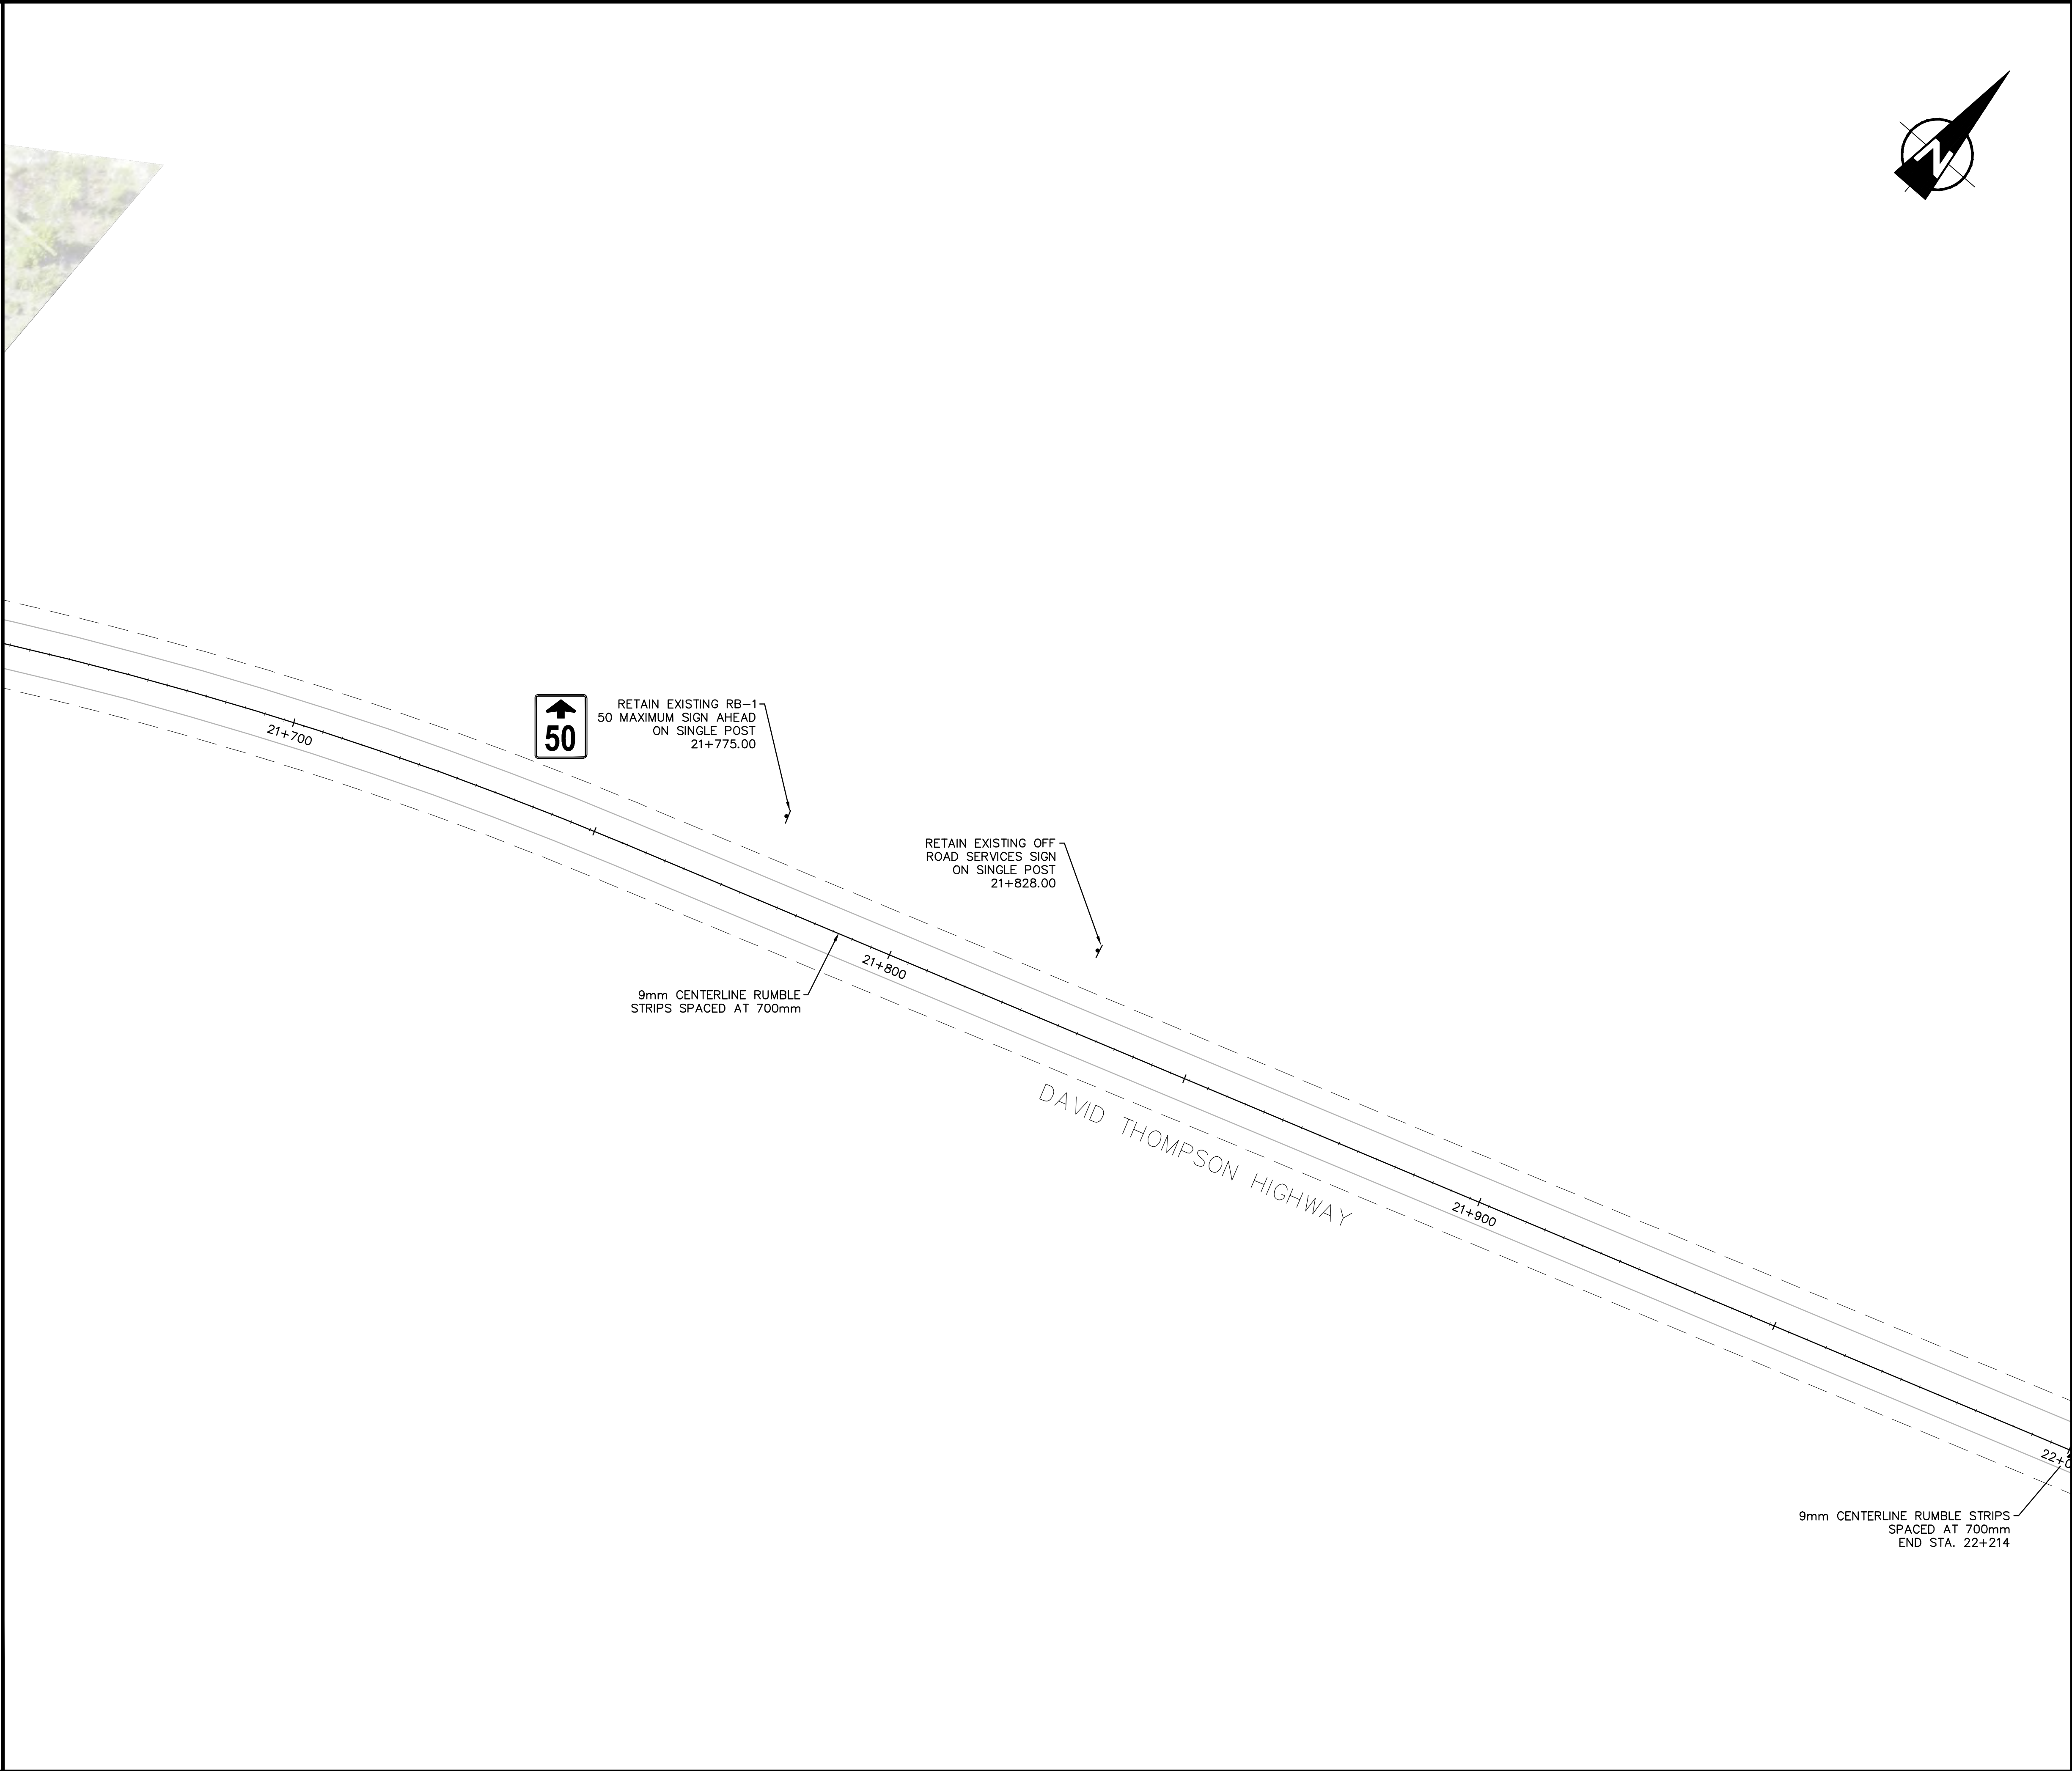 N
RETAIN EXISTING RB-1
50 MAXIMUM SIGN AHEAD
ON SINGLE POST
21+775.00
50
21+700
RETAIN EXISTING OFF
ROAD SERVICES SIGN
ON SINGLE POST
21+828.00
21+800
9mm CENTERLINE RUMBLE
STRIPS SPACED AT 700mm
DAVID THOMPSON HIGHWAY
21+900
9mm CENTERLINE RUMBLE STRIPS
SPACED AT 700mm
END STA. 22+214